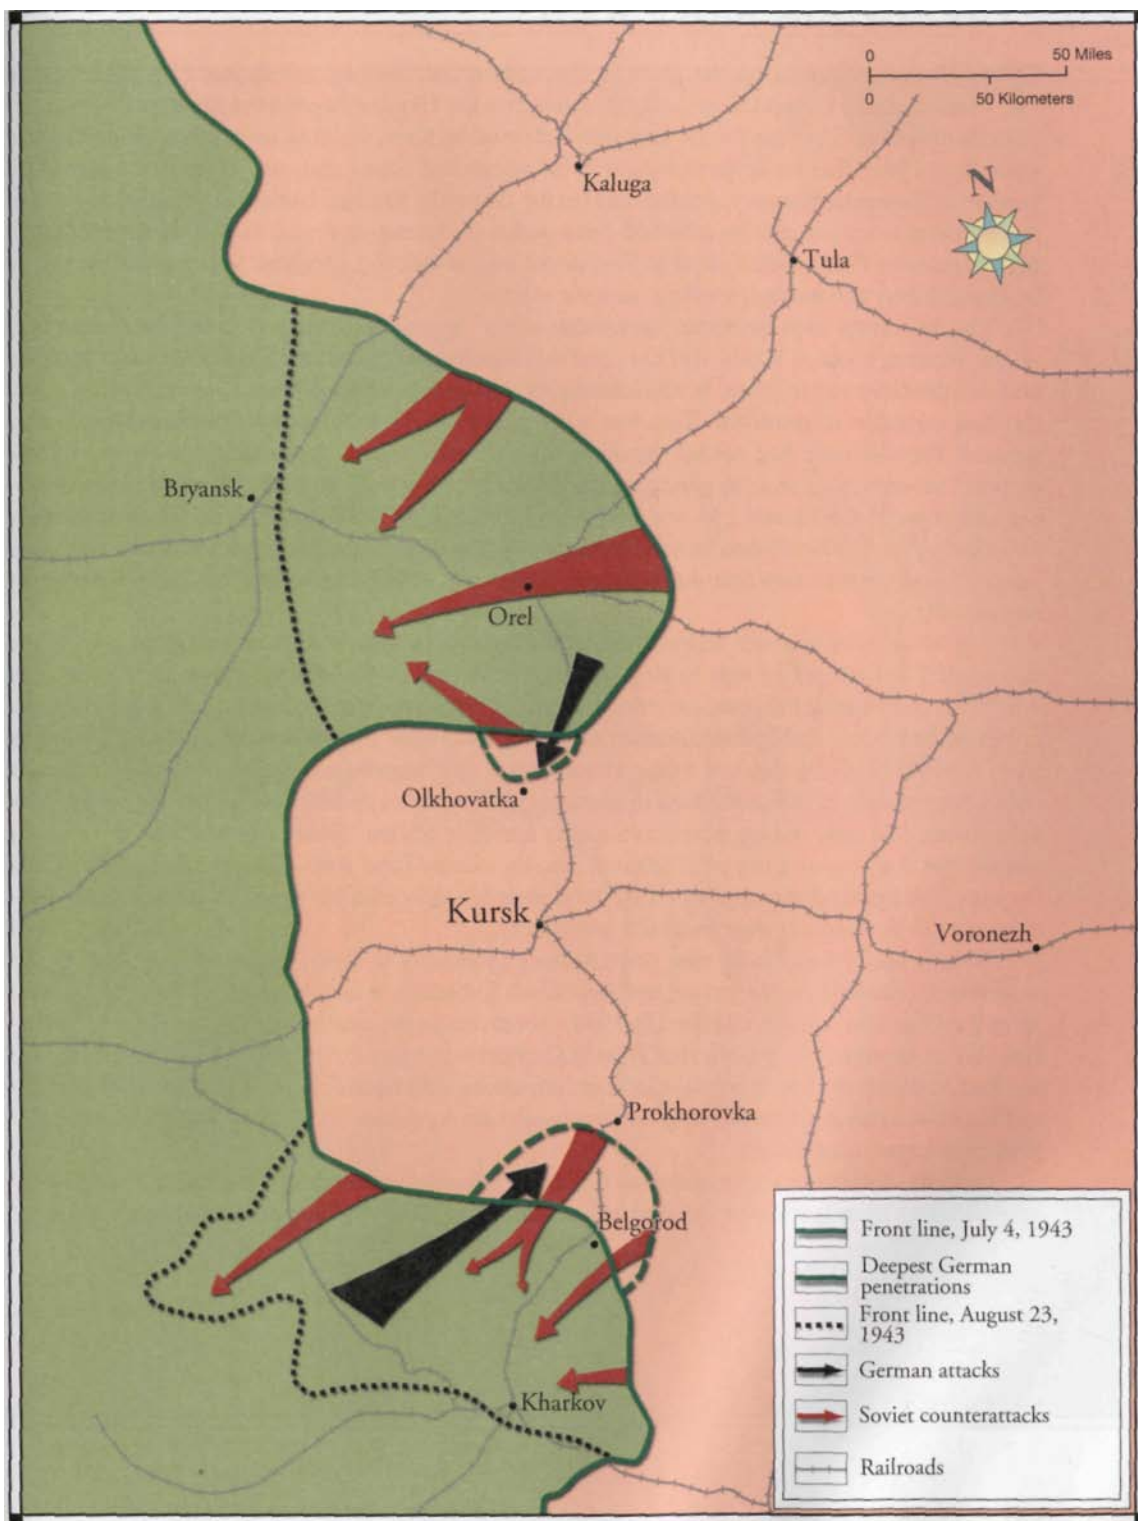 0 50 Miles
0 50 Kilometers
N
Kaluga
Tula
Bryansk
Orel
Olkhovatka
Kursk
Voronezh
Prokhorovka
Belgorod
Kharkov
Front line, July 4, 1943
Deepest German
penetrations
Front line, August 23,
1943
German attacks
Soviet counterattacks
Railroads